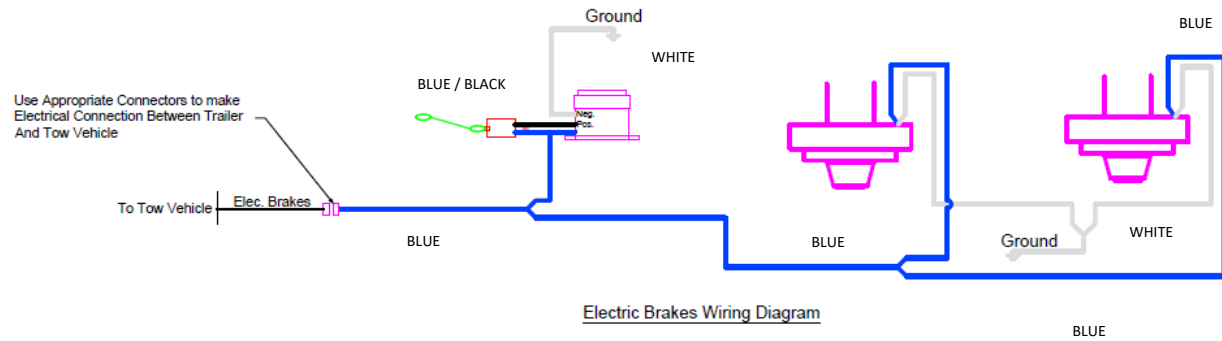 Ground
BLUE
WHITE
BLUE / BLACK
Use Appropriate Connectors to make
Electrical Connection Between Trailer
And Tow Vehicle
Neg.
Pos.
To Tow Vehicle
Elec. Brakes
BLUE
BLUE
Ground
WHITE
Electric Brakes Wiring Diagram
BLUE